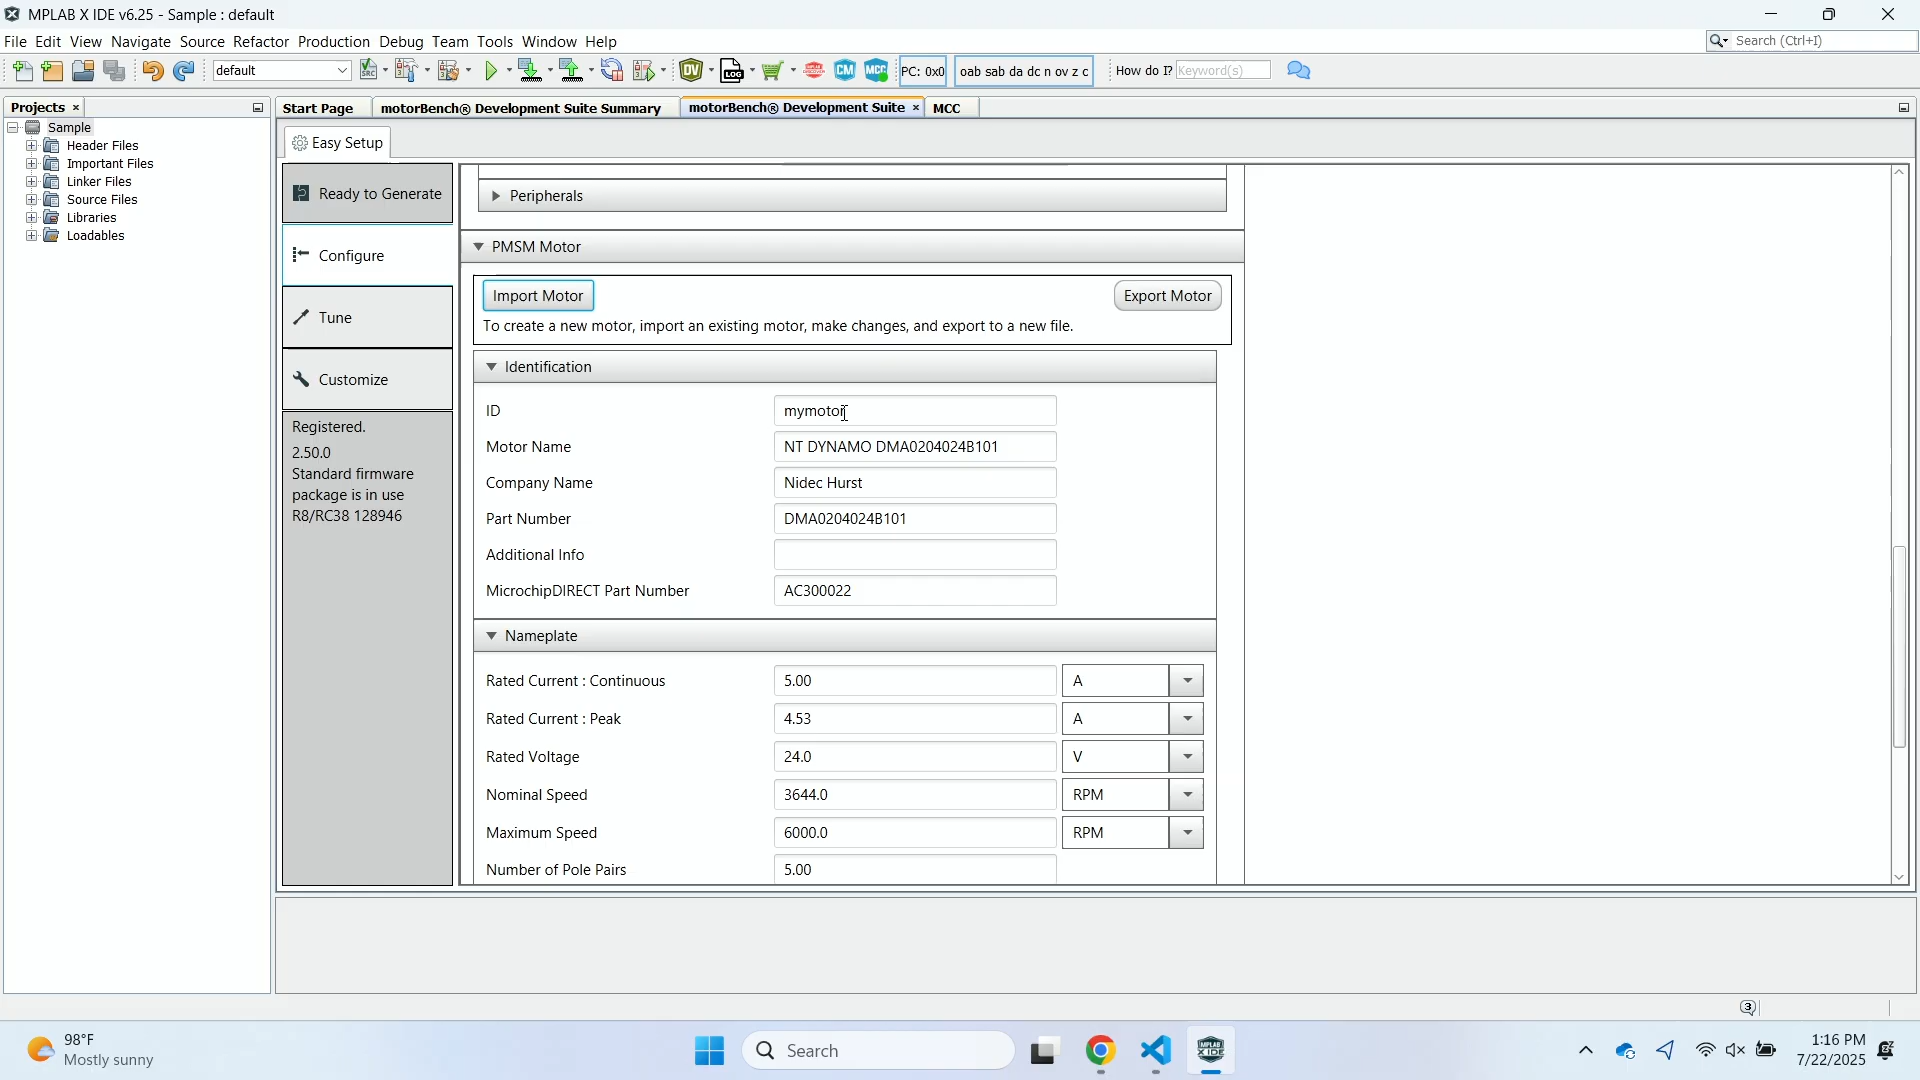 MPLAB X IDE v6.25 - Sample : default
File Edit View Navigate Source Refactor Production Debug Team Tools Window Help
Search (Ctrl+I)
default
PC: 0x0
oab sab da dc n ov z c
How do I?
Keyword(s)
Projects
Start Page
motorBench® Development Suite Summary
motorBench® Development Suite
MCC
Sample
Header Files
Important Files
Linker Files
Source Files
Libraries
Loadables
Easy Setup
Ready to Generate
Configure
Tune
Customize
Registered.
2.50.0
Standard firmware
package is in use
R8/RC38 128946
Peripherals
PMSM Motor
Import Motor
Export Motor
To create a new motor, import an existing motor, make changes, and export to a new file.
Identification
ID mymotor
Motor Name NT DYNAMO DMA0204024B101
Company Name Nidec Hurst
Part Number DMA0204024B101
Additional Info
MicrochipDIRECT Part Number AC300022
Nameplate
Rated Current : Continuous 5.00 A
Rated Current : Peak 4.53 A
Rated Voltage 24.0 V
Nominal Speed 3644.0 RPM
Maximum Speed 6000.0 RPM
Number of Pole Pairs 5.00
3
98°F
Mostly sunny
Search
1:16 PM
7/22/2025